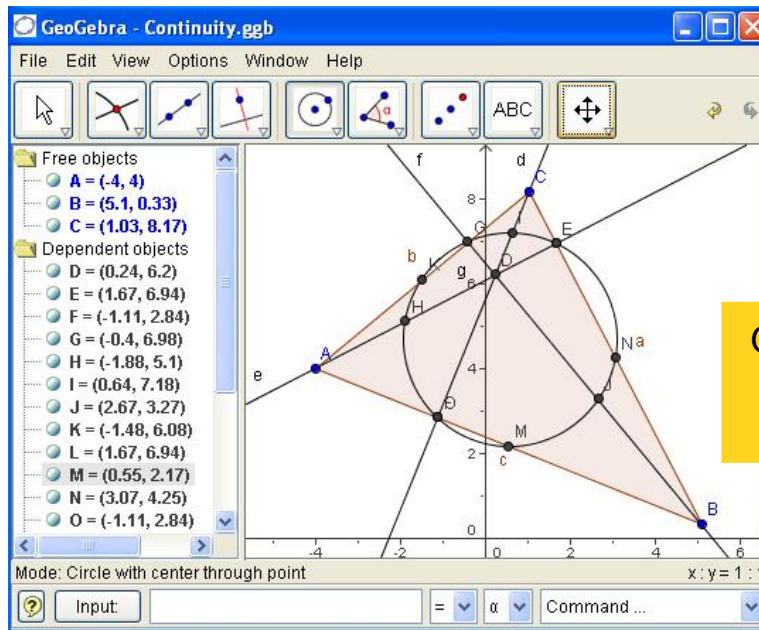 GeoGebra - Continuity.ggb
File Edit View Options Window Help
ABC
Free objects
A = (-4, 4)
B = (5.1, 0.33)
C = (1.03, 8.17)
Dependent objects
D = (0.24, 6.2)
E = (1.67, 6.94)
F = (-1.11, 2.84)
G = (-0.4, 6.98)
H = (-1.88, 5.1)
I = (0.64, 7.18)
J = (2.67, 3.27)
K = (-1.48, 6.08)
L = (1.67, 6.94)
M = (0.55, 2.17)
N = (3.07, 4.25)
O = (-1.11, 2.84)
f d
C
8
G I E
b K g D
6
H
N a
A
4
e
J
M
2 c
B
0
-4 -2 0 2 4 6
α
Mode: Circle with center through point
x : y = 1 :
Input: = α Command ...